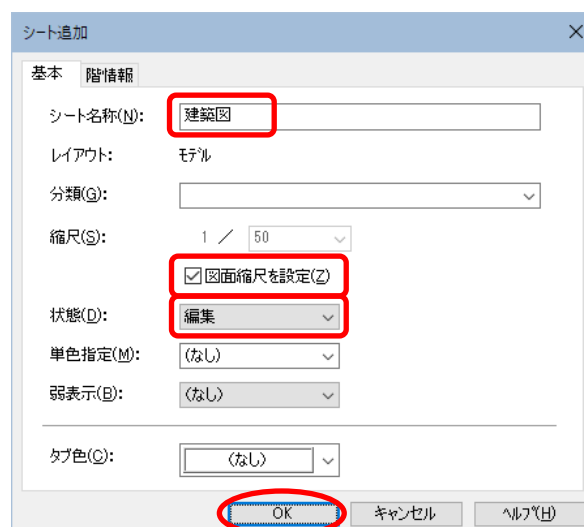 シート追加
基本 階情報
シート名称(N): 建築図
レイアウト: モデル
分類(G):
縮尺(S): 1 ／ 50
図面縮尺を設定(Z)
状態(D): 編集
単色指定(M): (なし)
弱表示(B): (なし)
タブ色(C): (なし)
OK キャンセル ヘルプ(H)